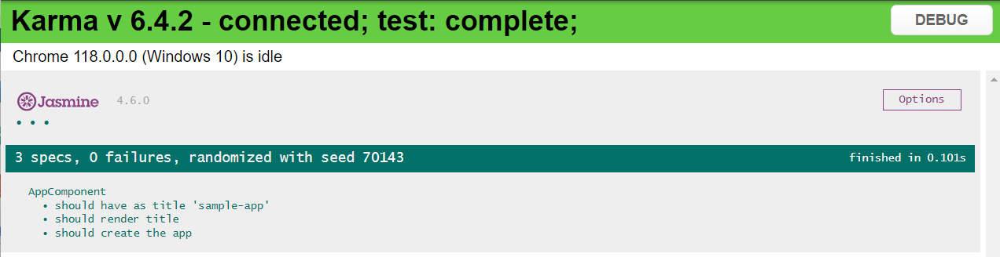 Karma v 6.4.2 - connected; test: complete;
DEBUG
Chrome 118.0.0.0 (Windows 10) is idle
Jasmine 4.6.0
Options
• • •
3 specs, 0 failures, randomized with seed 70143
finished in 0.101s
AppComponent
• should have as title 'sample-app'
• should render title
• should create the app